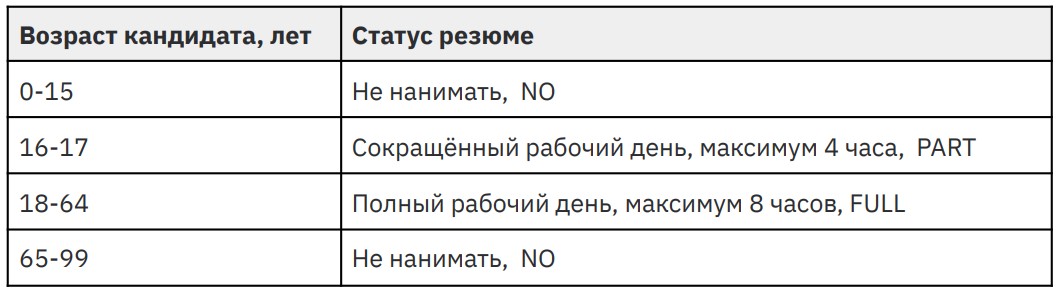 Возраст кандидата, лет Статус резюме
0-15 Не нанимать, NO
16-17 Сокращённый рабочий день, максимум 4 часа, PART
18-64 Полный рабочий день, максимум 8 часов, FULL
65-99 Не нанимать, NO